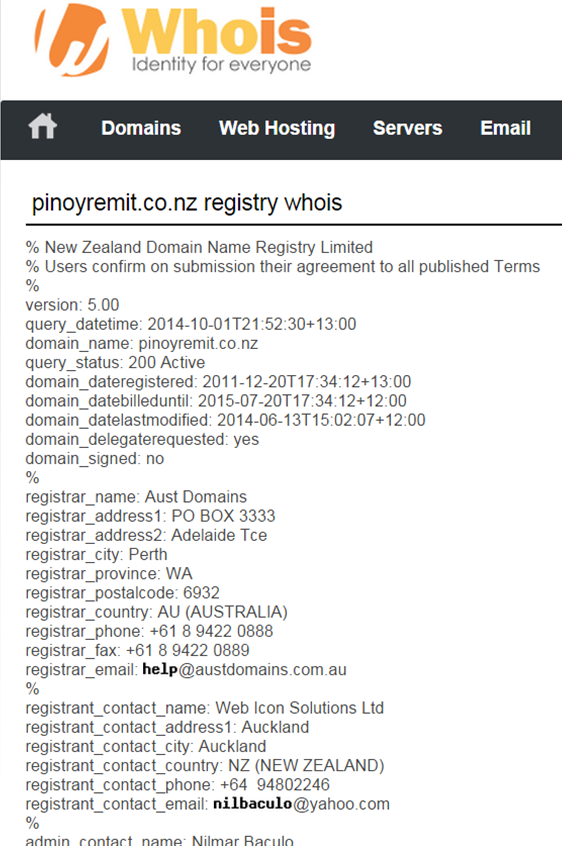 Whois
Identity for everyone
Domains Web Hosting Servers Email
pinoyremit.co.nz registry whois
% New Zealand Domain Name Registry Limited
% Users confirm on submission their agreement to all published Terms
%
version: 5.00
query_datetime: 2014-10-01T21:52:30+13:00
domain_name: pinoyremit.co.nz
query_status: 200 Active
domain_dateregistered: 2011-12-20T17:34:12+13:00
domain_datebilleduntil: 2015-07-20T17:34:12+12:00
domain_datelastmodified: 2014-06-13T15:02:07+12:00
domain_delegaterequested: yes
domain_signed: no
%
registrar_name: Aust Domains
registrar_address1: PO BOX 3333
registrar_address2: Adelaide Tce
registrar_city: Perth
registrar_province: WA
registrar_postalcode: 6932
registrar_country: AU (AUSTRALIA)
registrar_phone: +61 8 9422 0888
registrar_fax: +61 8 9422 0889
registrar_email: help@austdomains.com.au
%
registrant_contact_name: Web Icon Solutions Ltd
registrant_contact_address1: Auckland
registrant_contact_city: Auckland
registrant_contact_country: NZ (NEW ZEALAND)
registrant_contact_phone: +64  94802246
registrant_contact_email: nilbaculo@yahoo.com
%
admin_contact_name: Nilmar Baculo